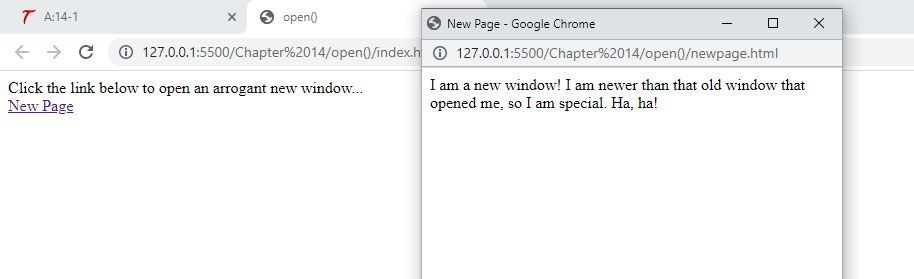 A:14-1
open()
127.0.0.1:5500/Chapter%2014/open()/index.h
Click the link below to open an arrogant new window...
New Page
New Page - Google Chrome
127.0.0.1:5500/Chapter%2014/open()/newpage.html
I am a new window! I am newer than that old window that
opened me, so I am special. Ha, ha!